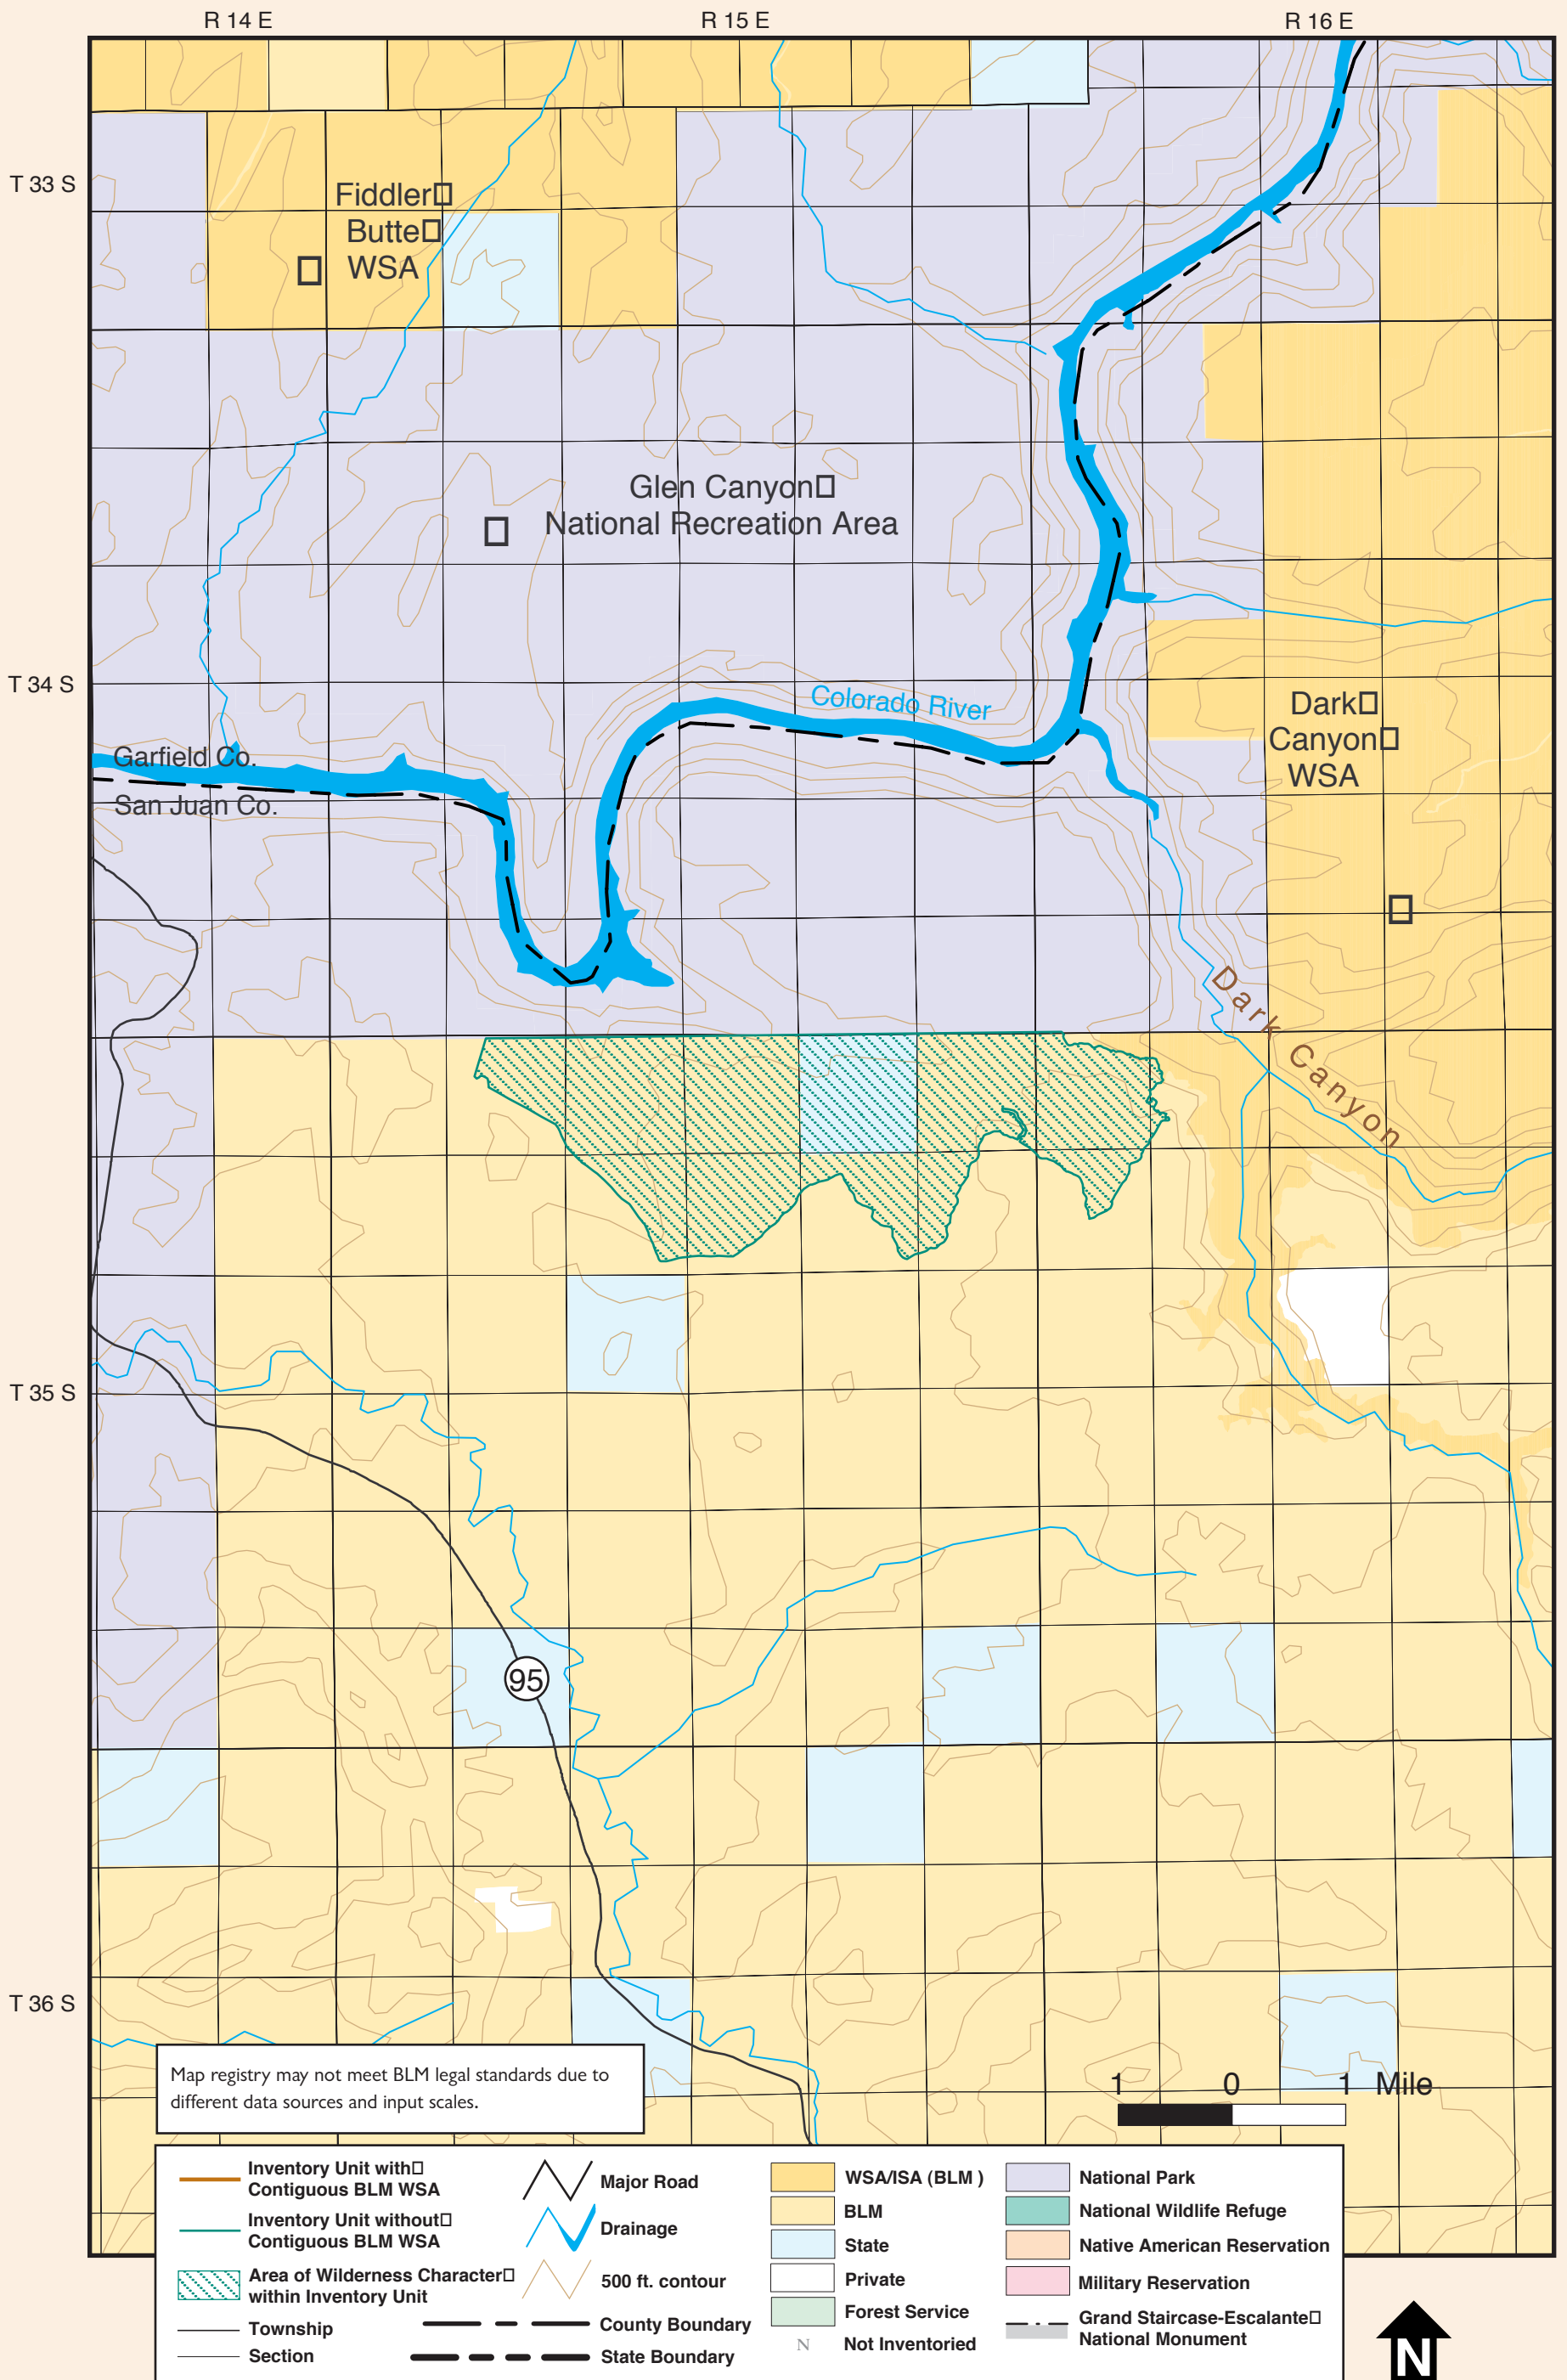 R 14 E
R 15 E
R 16 E
T 33 S
Fiddler
Butte
WSA
Glen Canyon
National Recreation Area
T 34 S
Colorado River
Dark
Canyon
WSA
Garfield Co.
San Juan Co.
Dark Canyon
T 35 S
95
T 36 S
Map registry may not meet BLM legal standards due to
different data sources and input scales.
1 0 1 Mile
Inventory Unit with
Contiguous BLM WSA
Inventory Unit without
Contiguous BLM WSA
Area of Wilderness Character
within Inventory Unit
Township
Section
Major Road
Drainage
500 ft. contour
County Boundary
State Boundary
WSA/ISA (BLM )
BLM
State
Private
Forest Service
N Not Inventoried
National Park
National Wildlife Refuge
Native American Reservation
Military Reservation
Grand Staircase-Escalante
National Monument
N